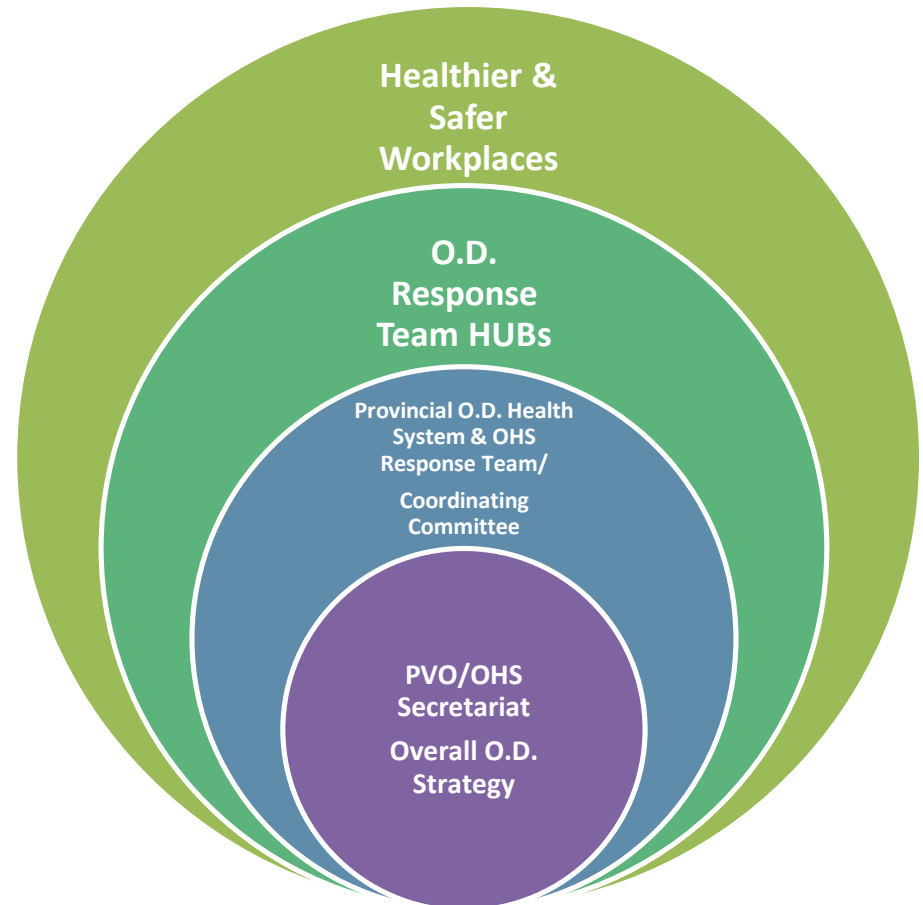 Healthier &
Safer
Workplaces
O.D.
Response
Team HUBs
Provincial O.D. Health
System & OHS
Response Team/
Coordinating
Committee
PVO/OHS
Secretariat
Overall O.D.
Strategy